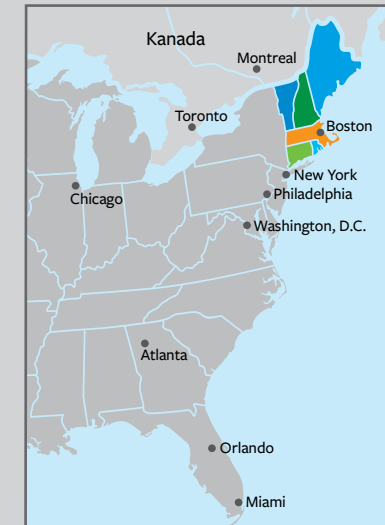 Kanada
Montreal
Toronto
Boston
New York
Chicago
Philadelphia
Washington, D.C.
Atlanta
Orlando
Miami